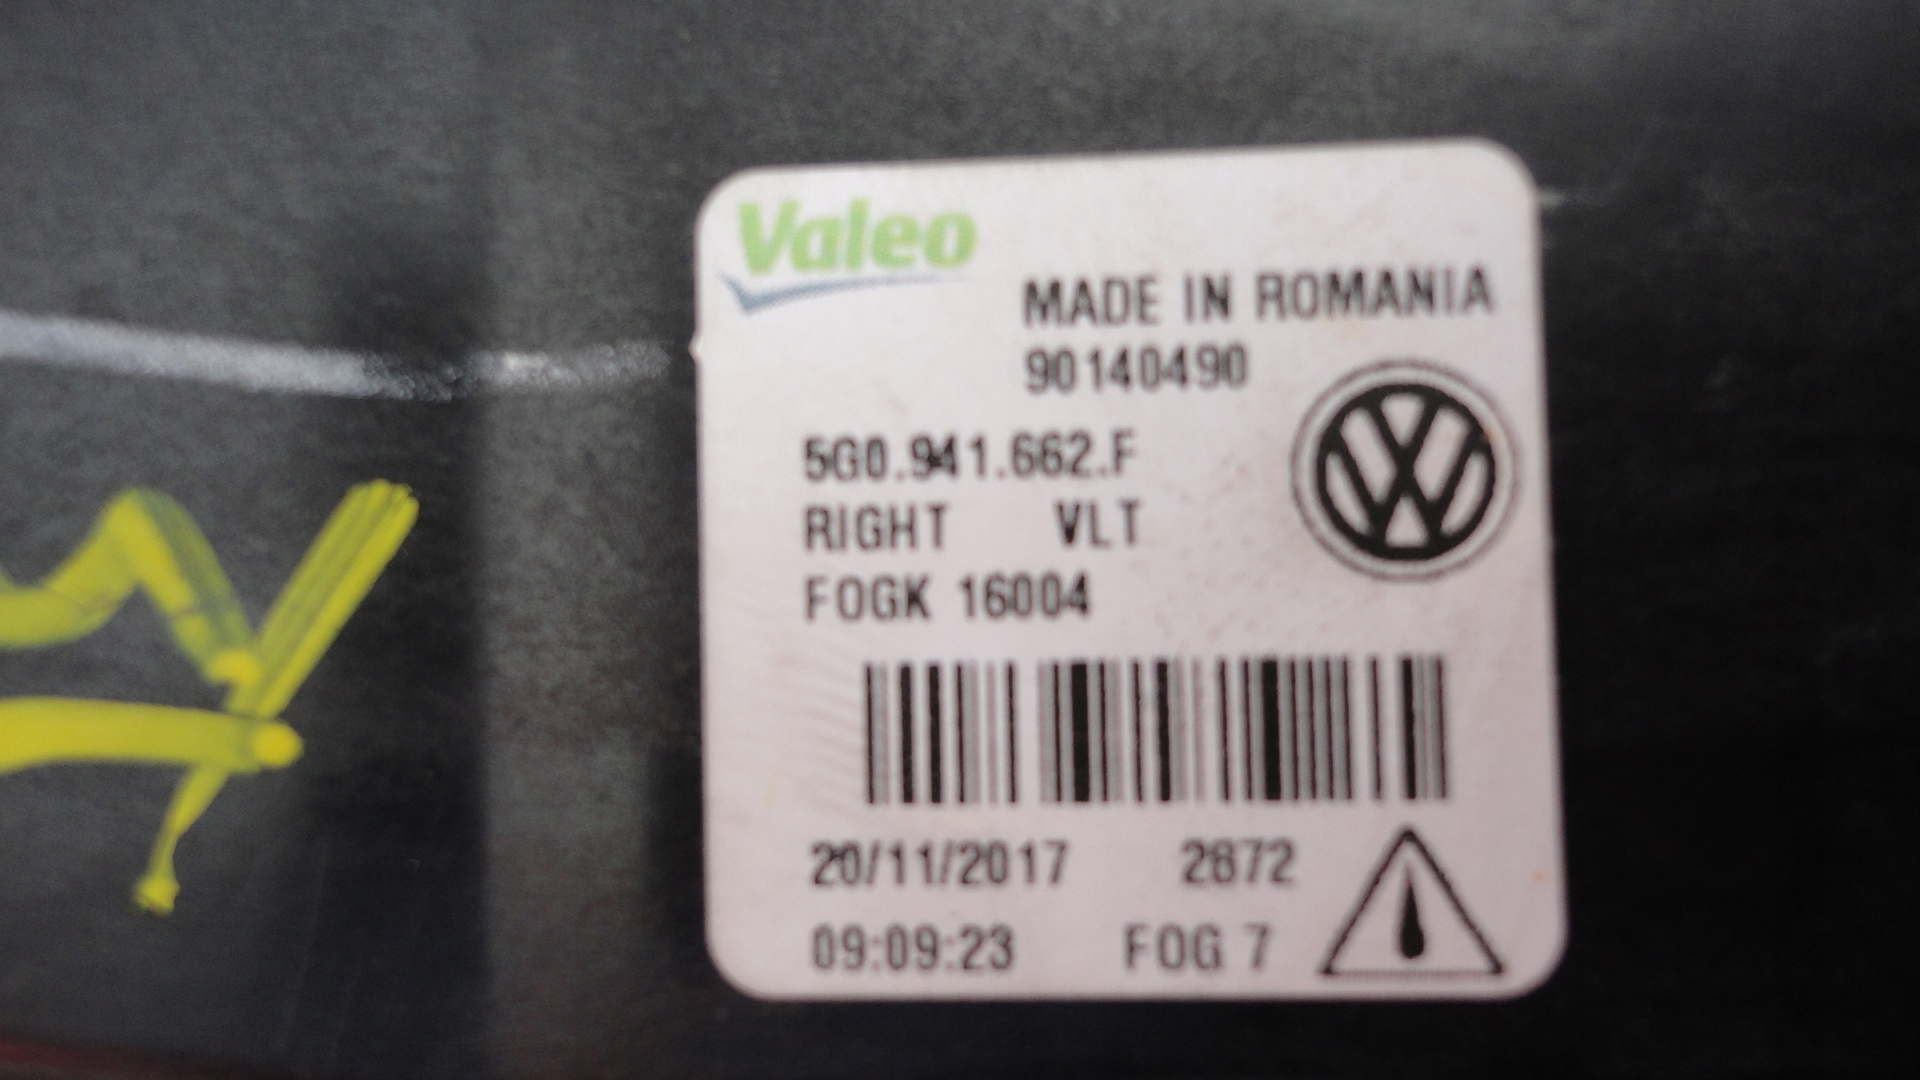 Valeo
MADE IN ROMANIA
90140490
5G0.941.662.F
RIGHT VLT
FOGK 16004
20/11/2017 2872
09:09:23 FOG 7